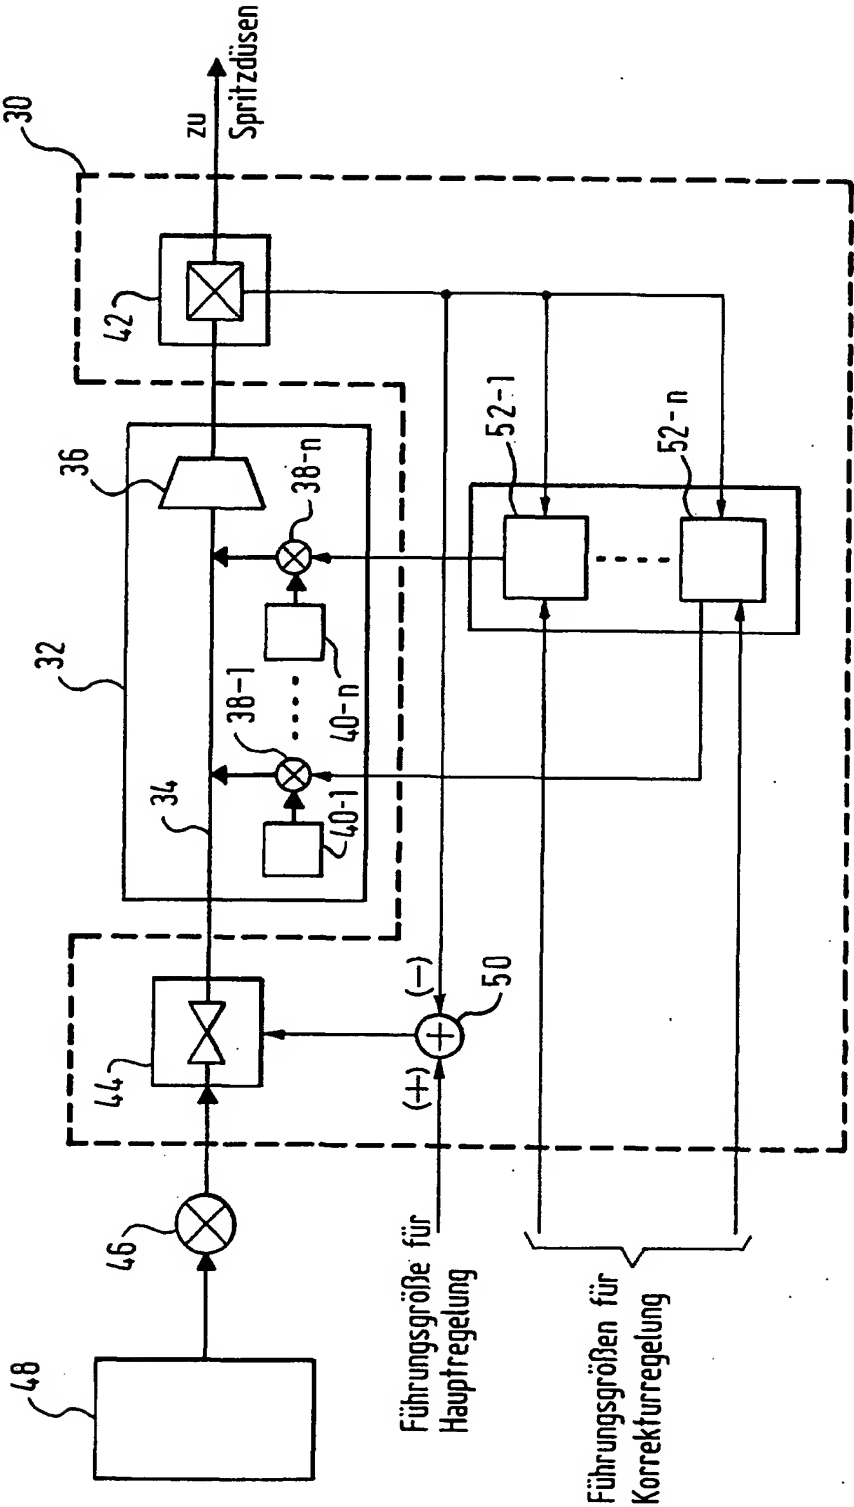 30
zu
Spritzdüsen
42
36
38-n
52-1
52-n
32
40-n
38-1
34
40-1
44
(-)
50
(+)
46
48
Führungsgröße für
Hauptregelung
Führungsgrößen für
Korrekturregelung